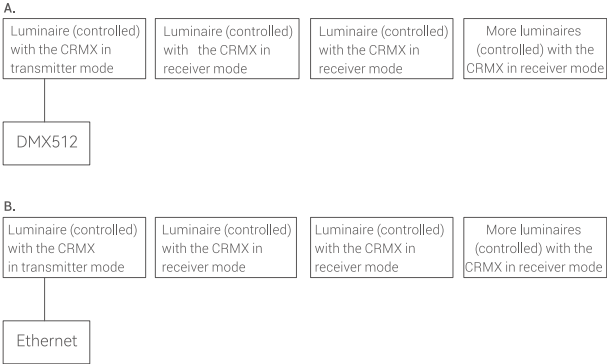 A.
Luminaire (controlled)
with the CRMX in
transmitter mode
Luminaire (controlled)
with the CRMX in
receiver mode
Luminaire (controlled)
with the CRMX in
receiver mode
More luminaires
(controlled) with the
CRMX in receiver mode
DMX512
B.
Luminaire (controlled)
with the CRMX
in transmitter mode
Luminaire (controlled)
with the CRMX in
receiver mode
Luminaire (controlled)
with the CRMX in
receiver mode
More luminaires
(controlled) with the
CRMX in receiver mode
Ethernet